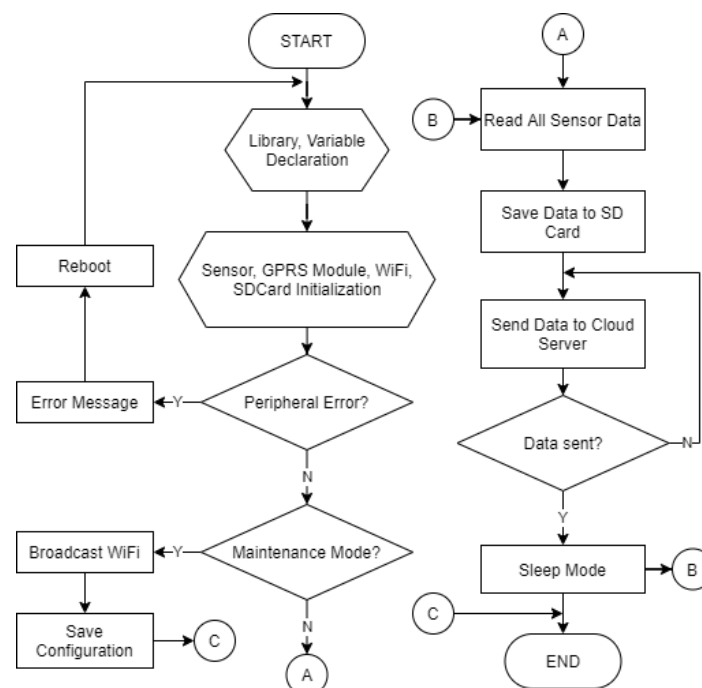 START
Library, Variable
Declaration
Sensor, GPRS Module, WiFi,
SDCard Initialization
Reboot
Peripheral Error?
Y
Error Message
N
Maintenance Mode?
Y
Broadcast WiFi
Save
Configuration
C
N
A
A
B
Read All Sensor Data
Save Data to SD
Card
Send Data to Cloud
Server
Data sent?
N
Y
Sleep Mode
B
C
END